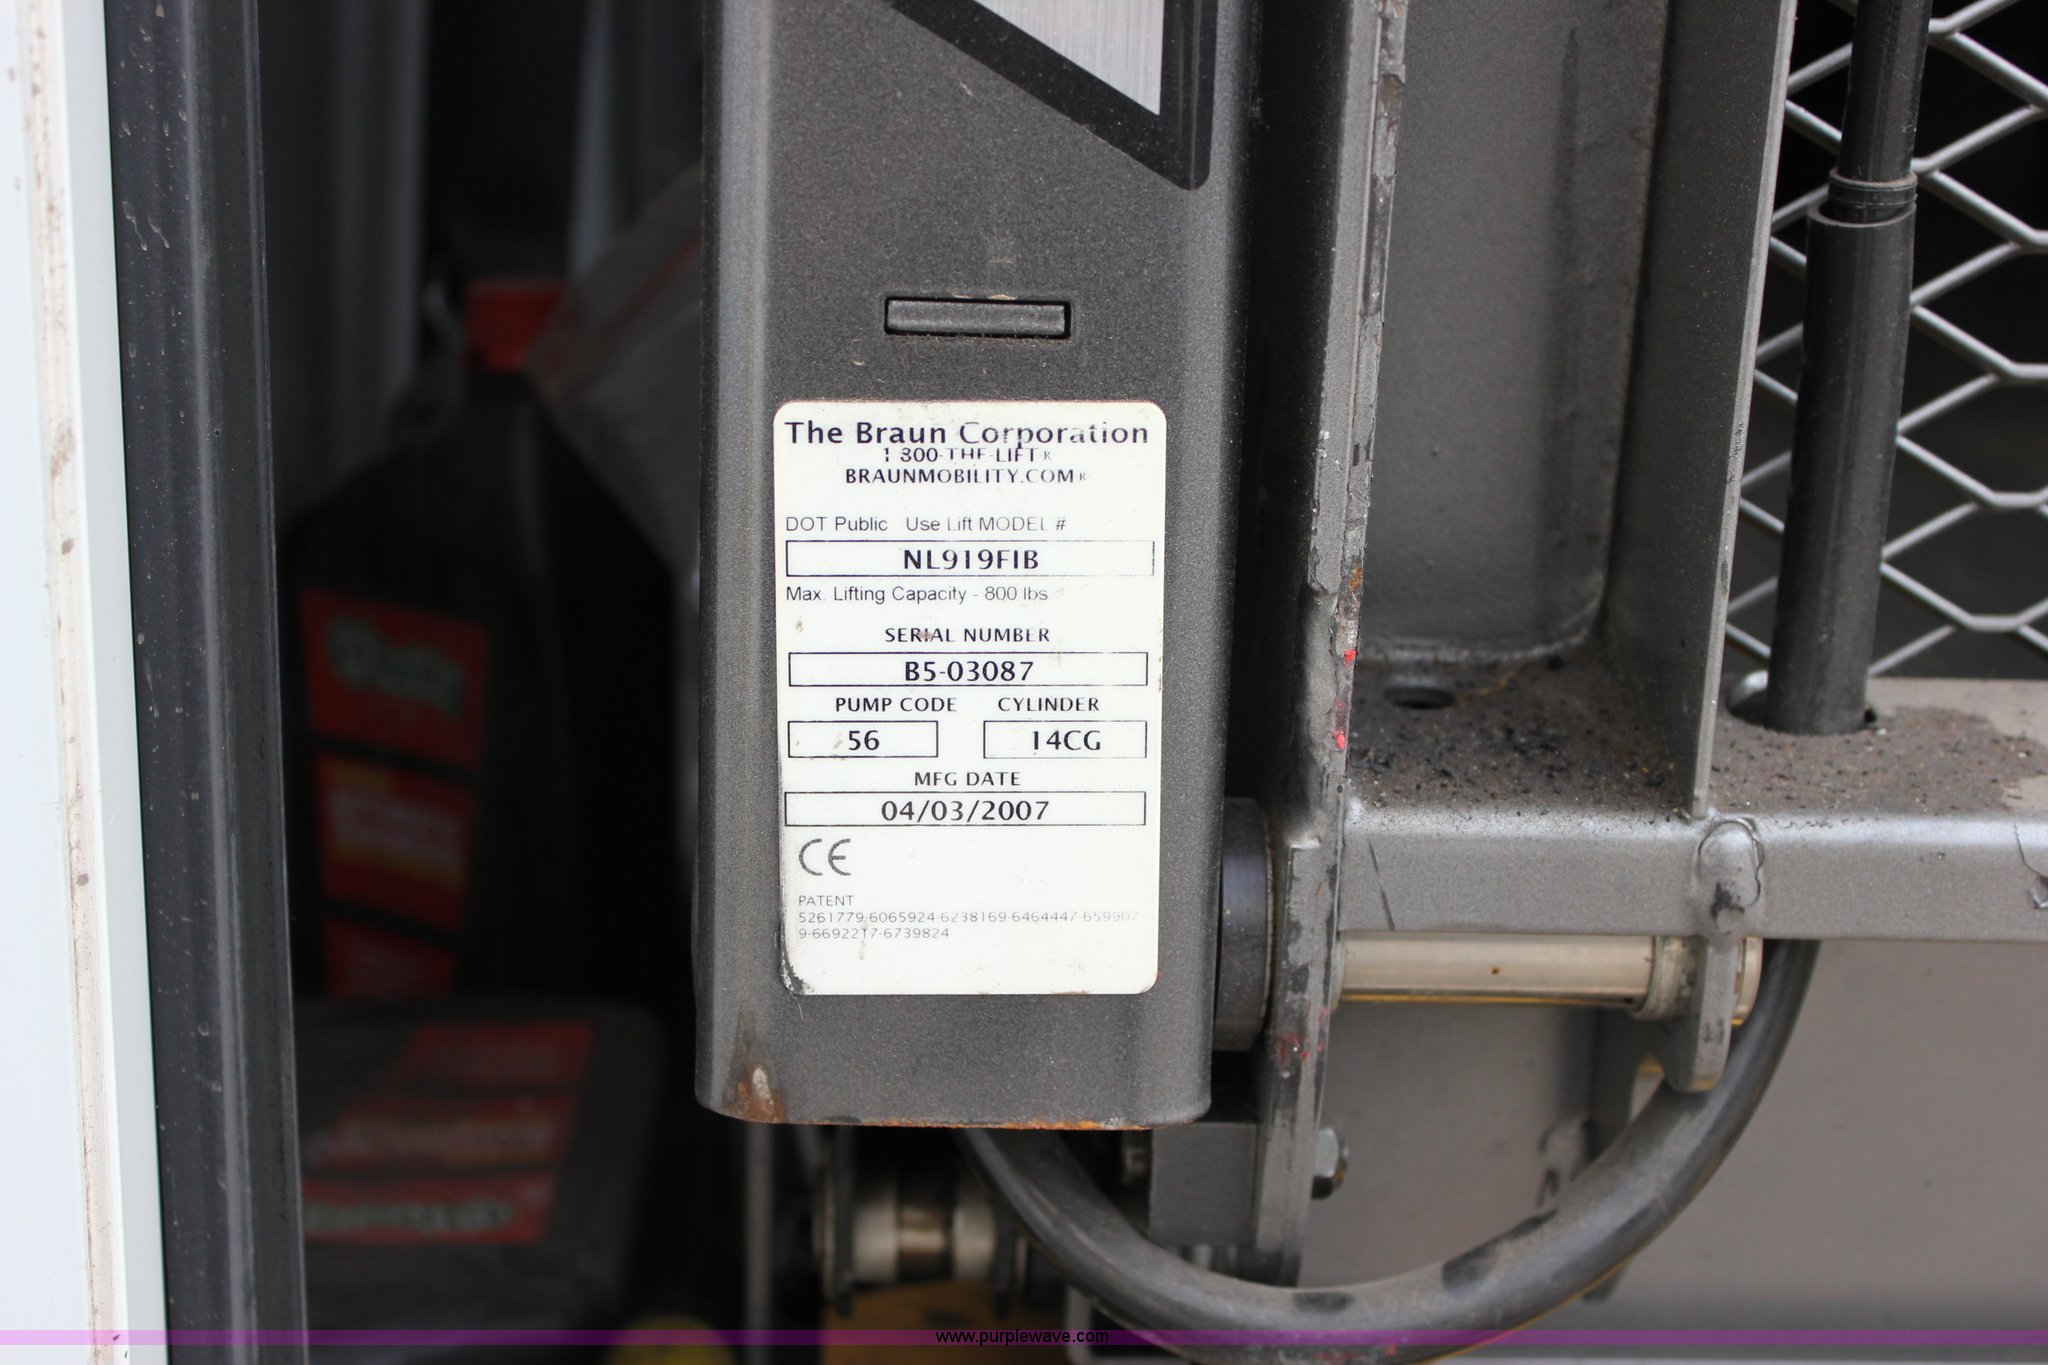 The Braun Corporation
1 800-THE-LIFT®
BRAUNMOBILITY.COM®
DOT Public Use Lift MODEL #
NL919FIB
Max. Lifting Capacity - 800 lbs.
SERIAL NUMBER
B5-03087
PUMP CODE CYLINDER
56 14CG
MFG DATE
04/03/2007
CE
PATENT
5261779-6065924-6238169-6464447-659907
9-6692217-6739824
www.purplewave.com